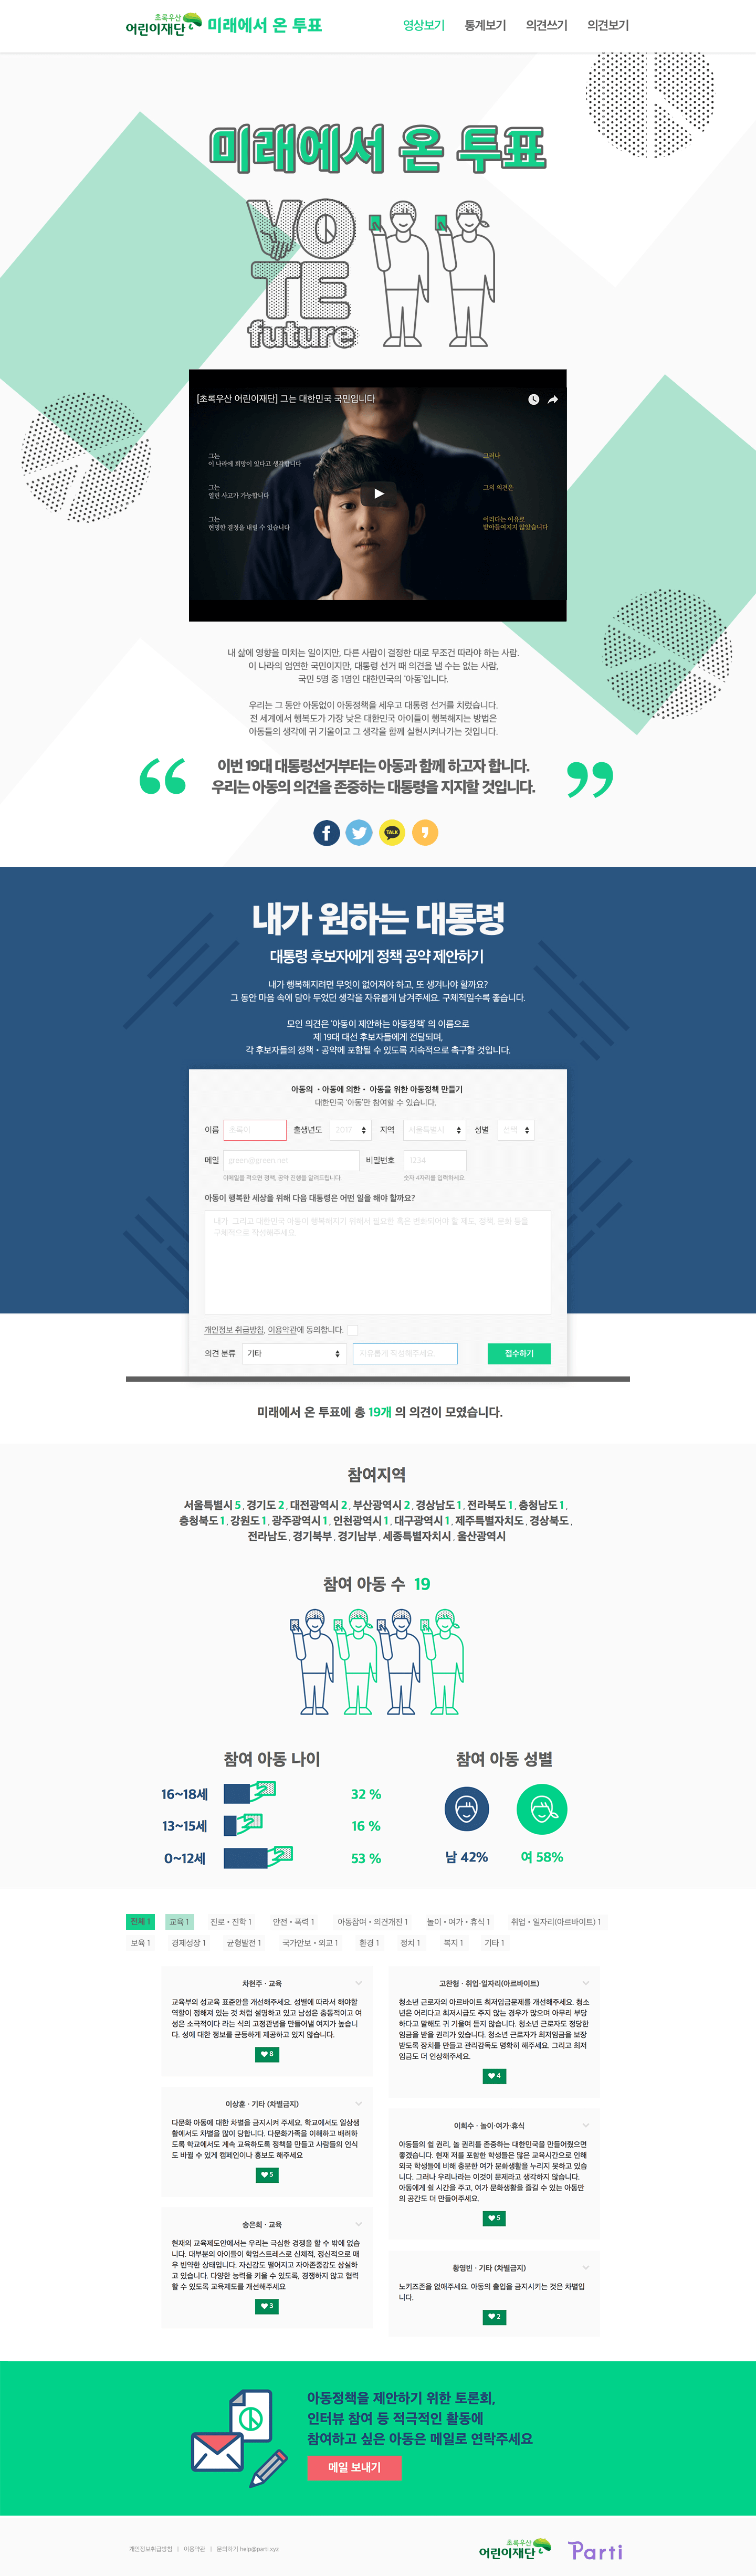 초록우산
어린이재단 미래에서 온 투표
영상보기 통계보기 의견쓰기 의견보기
미래에서 온 투표
VO
TE
future
[초록우산 어린이재단] 그는 대한민국 국민입니다
그는
이 나라에 희망이 있다고 생각합니다
그러나
그는
열린 사고가 가능합니다
그의 의견은
그는
현명한 결정을 내릴 수 있습니다
어리다는 이유로
받아들여지지 않았습니다
내 삶에 영향을 미치는 일이지만, 다른 사람이 결정한 대로 무조건 따라야 하는 사람.
이 나라의 엄연한 국민이지만, 대통령 선거 때 의견을 낼 수는 없는 사람,
국민 5명 중 1명인 대한민국의 '아동'입니다.
우리는 그 동안 아동없이 아동정책을 세우고 대통령 선거를 치렀습니다.
전 세계에서 행복도가 가장 낮은 대한민국 아이들이 행복해지는 방법은
아동들의 생각에 귀 기울이고 그 생각을 함께 실현시켜나가는 것입니다.
“ 이번 19대 대통령선거부터는 아동과 함께 하고자 합니다.
우리는 아동의 의견을 존중하는 대통령을 지지할 것입니다. ”
TALK
내가 원하는 대통령
대통령 후보자에게 정책 공약 제안하기
내가 행복해지려면 무엇이 없어져야 하고, 또 생겨나야 할까요?
그 동안 마음 속에 담아 두었던 생각을 자유롭게 남겨주세요. 구체적일수록 좋습니다.
모인 의견은 '아동이 제안하는 아동정책' 의 이름으로
제 19대 대선 후보자들에게 전달되며,
각 후보자들의 정책・공약에 포함될 수 있도록 지속적으로 촉구할 것입니다.
아동의 ・아동에 의한・ 아동을 위한 아동정책 만들기
대한민국 '아동'만 참여할 수 있습니다.
이름 초록이 출생년도 2017 지역 서울특별시 성별 선택
메일 green@green.net 비밀번호 1234
이메일을 적으면 정책, 공약 진행을 알려드립니다. 숫자 4자리를 입력하세요.
아동이 행복한 세상을 위해 다음 대통령은 어떤 일을 해야 할까요?
내가, 그리고 대한민국 아동이 행복해지기 위해서 필요한 혹은 변화되어야 할 제도, 정책, 문화 등을
구체적으로 작성해주세요.
개인정보 취급방침, 이용약관에 동의합니다.
의견 분류 기타 자유롭게 작성해주세요. 접수하기
미래에서 온 투표에 총 19개 의 의견이 모였습니다.
참여지역
서울특별시 5 , 경기도 2 , 대전광역시 2 , 부산광역시 2 , 경상남도 1 , 전라북도 1 , 충청남도 1 ,
충청북도 1 , 강원도 1 , 광주광역시 1 , 인천광역시 1 , 대구광역시 1 , 제주특별자치도 , 경상북도 ,
전라남도 , 경기북부 , 경기남부 , 세종특별자치시 , 울산광역시
참여 아동 수 19
참여 아동 나이 참여 아동 성별
16~18세 32 %
13~15세 16 %
0~12세 53 %
남 42% 여 58%
전체 1 교육 1 진로・진학 1 안전・폭력 1 아동참여・의견개진 1 놀이・여가・휴식 1 취업・일자리(아르바이트) 1
보육 1 경제성장 1 균형발전 1 국가안보・외교 1 환경 1 정치 1 복지 1 기타 1
차현주 · 교육
교육부의 성교육 표준안을 개선해주세요. 성별에 따라서 해야할
역할이 정해져 있는 것 처럼 설명하고 있고 남성은 충동적이고 여
성은 소극적이다 라는 식의 고정관념을 만들어낼 여지가 높습니
다. 성에 대한 정보를 균등하게 제공하고 있지 않습니다.
8
이상훈 · 기타 (차별금지)
다문화 아동에 대한 차별을 금지시켜 주세요. 학교에서도 일상생
활에서도 차별을 많이 당합니다. 다문화가족을 이해하고 배려하
도록 학교에서도 계속 교육하도록 정책을 만들고 사람들의 인식
도 바뀔 수 있게 캠페인이나 홍보도 해주세요
5
송은희 · 교육
현재의 교육제도안에서는 우리는 극심한 경쟁을 할 수 밖에 없습
니다. 대부분의 아이들이 학업스트레스로 신체적, 정신적으로 매
우 빈약한 상태입니다. 자신감도 떨어지고 자아존중감도 상실하
고 있습니다. 다양한 능력을 키울 수 있도록, 경쟁하지 않고 협력
할 수 있도록 교육제도를 개선해주세요
3
고찬형 · 취업·일자리(아르바이트)
청소년 근로자의 아르바이트 최저임금문제를 개선해주세요. 청소
년은 어리다고 최저시급도 주지 않는 경우가 많으며 아무리 부당
하다고 말해도 귀 기울여 듣지 않습니다. 청소년 근로자도 정당한
임금을 받을 권리가 있습니다. 청소년 근로자가 최저임금을 보장
받도록 장치를 만들고 관리감독도 명확히 해주세요. 그리고 최저
임금도 더 인상해주세요.
4
이희수 · 놀이·여가·휴식
아동들의 쉴 권리, 놀 권리를 존중하는 대한민국을 만들어줬으면
좋겠습니다. 현재 저를 포함한 학생들은 많은 교육시간으로 인해
외국 학생들에 비해 충분한 여가 문화생활을 누리지 못하고 있습
니다. 그러나 우리나라는 이것이 문제라고 생각하지 않습니다.
아동에게 쉴 시간을 주고, 여가 문화생활을 즐길 수 있는 아동만
의 공간도 더 만들어주세요.
5
황영빈 · 기타 (차별금지)
노키즈존을 없애주세요. 아동의 출입을 금지시키는 것은 차별입
니다.
2
아동정책을 제안하기 위한 토론회,
인터뷰 참여 등 적극적인 활동에
참여하고 싶은 아동은 메일로 연락주세요
메일 보내기
개인정보취급방침 | 이용약관 | 문의하기 help@parti.xyz
초록우산
어린이재단 Parti